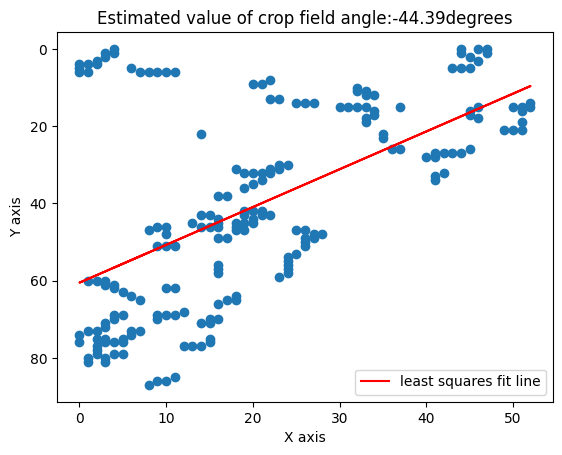 Estimated value of crop field angle:-44.39degrees
0
20
40
60
80
Y axis
least squares fit line
0 10 20 30 40 50
X axis